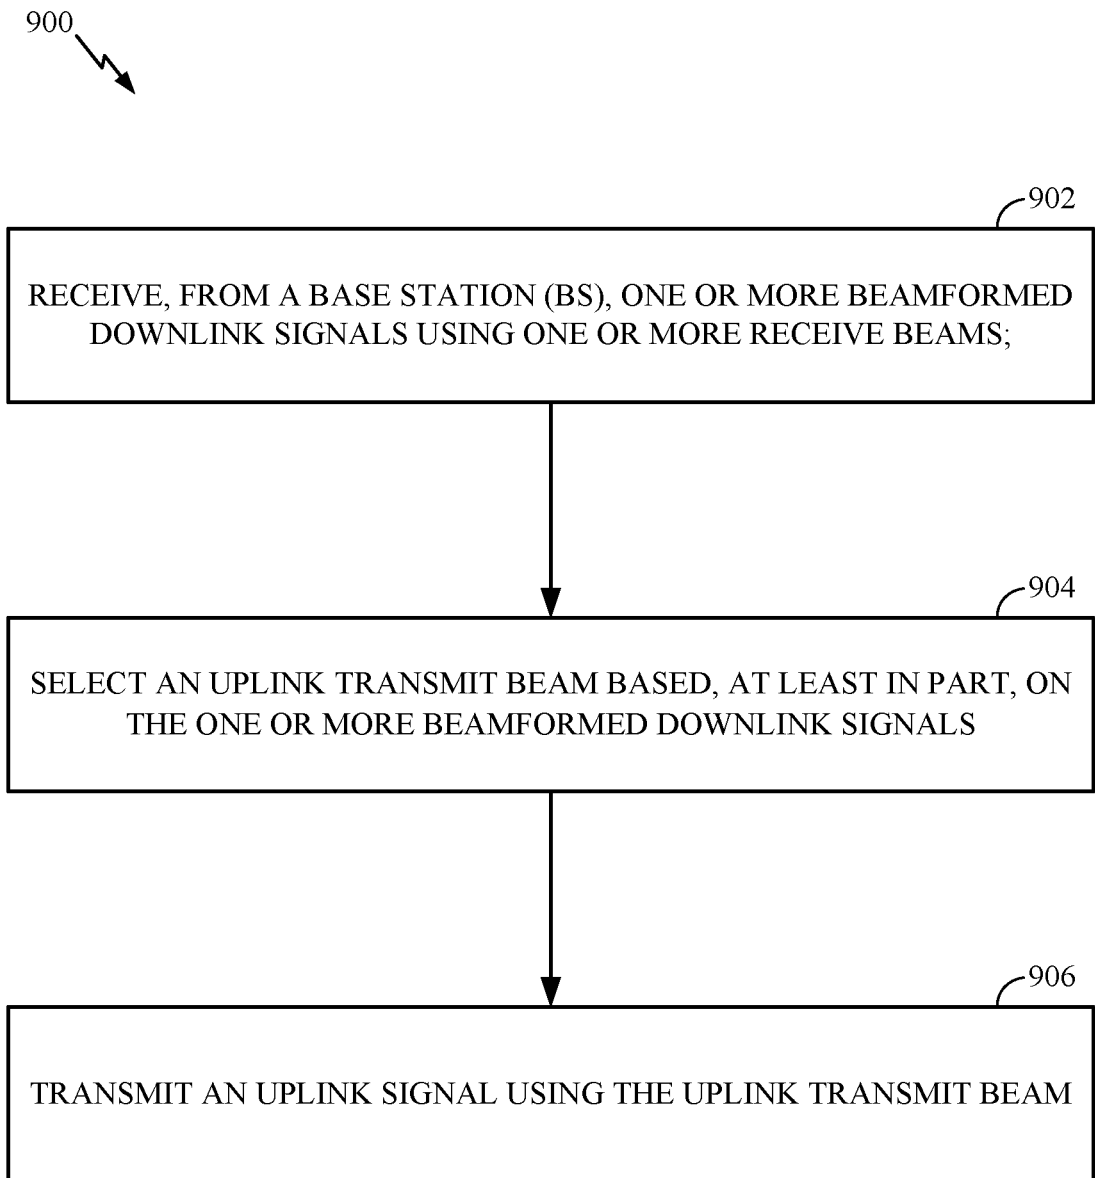 900
902
RECEIVE, FROM A BASE STATION (BS), ONE OR MORE BEAMFORMED
DOWNLINK SIGNALS USING ONE OR MORE RECEIVE BEAMS;
904
SELECT AN UPLINK TRANSMIT BEAM BASED, AT LEAST IN PART, ON
THE ONE OR MORE BEAMFORMED DOWNLINK SIGNALS
906
TRANSMIT AN UPLINK SIGNAL USING THE UPLINK TRANSMIT BEAM